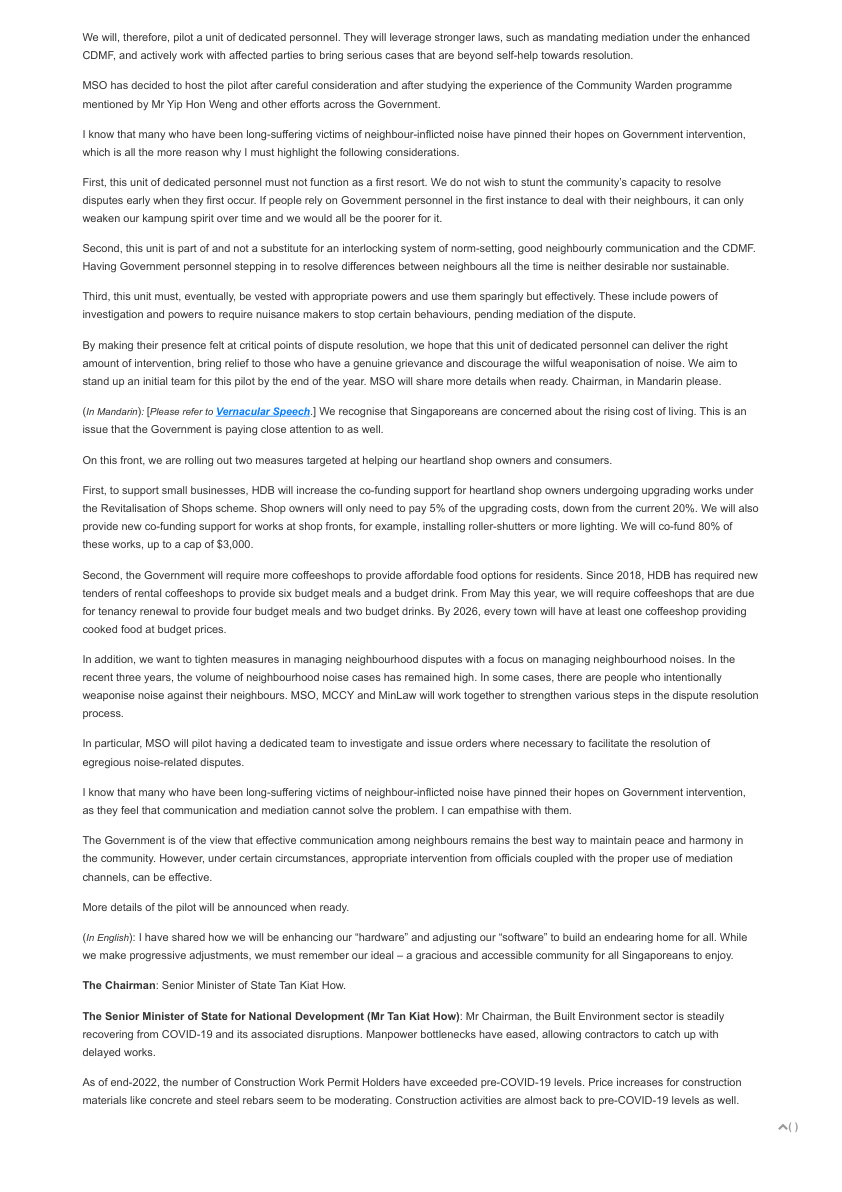 We will, therefore, pilot a unit of dedicated personnel. They will leverage stronger laws, such as mandating mediation under the enhanced
CDMF, and actively work with affected parties to bring serious cases that are beyond self-help towards resolution.
MSO has decided to host the pilot after careful consideration and after studying the experience of the Community Warden programme
mentioned by Mr Yip Hon Weng and other efforts across the Government.
I know that many who have been long-suffering victims of neighbour-inflicted noise have pinned their hopes on Government intervention,
which is all the more reason why I must highlight the following considerations.
First, this unit of dedicated personnel must not function as a first resort. We do not wish to stunt the community's capacity to resolve
disputes early when they first occur. If people rely on Government personnel in the first instance to deal with their neighbours, it can only
weaken our kampung spirit over time and we would all be the poorer for it.
Second, this unit is part of and not a substitute for an interlocking system of norm-setting, good neighbourly communication and the CDMF.
Having Government personnel stepping in to resolve differences between neighbours all the time is neither desirable nor sustainable.
Third, this unit must, eventually, be vested with appropriate powers and use them sparingly but effectively. These include powers of
investigation and powers to require nuisance makers to stop certain behaviours, pending mediation of the dispute.
By making their presence felt at critical points of dispute resolution, we hope that this unit of dedicated personnel can deliver the right
amount of intervention, bring relief to those who have a genuine grievance and discourage the wilful weaponisation of noise. We aim to
stand up an initial team for this pilot by the end of the year. MSO will share more details when ready. Chairman, in Mandarin please.
(In Mandarin): [Please refer to Vernacular Speech.] We recognise that Singaporeans are concerned about the rising cost of living. This is an
issue that the Government is paying close attention to as well.
On this front, we are rolling out two measures targeted at helping our heartland shop owners and consumers.
First, to support small businesses, HDB will increase the co-funding support for heartland shop owners undergoing upgrading works under
the Revitalisation of Shops scheme. Shop owners will only need to pay 5% of the upgrading costs, down from the current 20%. We will also
provide new co-funding support for works at shop fronts, for example, installing roller-shutters or more lighting. We will co-fund 80% of
these works, up to a cap of $3,000.
Second, the Government will require more coffeeshops to provide affordable food options for residents. Since 2018, HDB has required new
tenders of rental coffeeshops to provide six budget meals and a budget drink. From May this year, we will require coffeeshops that are due
for tenancy renewal to provide four budget meals and two budget drinks. By 2026, every town will have at least one coffeeshop providing
cooked food at budget prices.
In addition, we want to tighten measures in managing neighbourhood disputes with a focus on managing neighbourhood noises. In the
recent three years, the volume of neighbourhood noise cases has remained high. In some cases, there are people who intentionally
weaponise noise against their neighbours. MSO, MCCY and MinLaw will work together to strengthen various steps in the dispute resolution
process.
In particular, MSO will pilot having a dedicated team to investigate and issue orders where necessary to facilitate the resolution of
egregious noise-related disputes.
I know that many who have been long-suffering victims of neighbour-inflicted noise have pinned their hopes on Government intervention,
as they feel that communication and mediation cannot solve the problem. I can empathise with them.
The Government is of the view that effective communication among neighbours remains the best way to maintain peace and harmony in
the community. However, under certain circumstances, appropriate intervention from officials coupled with the proper use of mediation
channels, can be effective.
More details of the pilot will be announced when ready.
(In English): I have shared how we will be enhancing our “hardware” and adjusting our “software” to build an endearing home for all. While
we make progressive adjustments, we must remember our ideal – a gracious and accessible community for all Singaporeans to enjoy.
The Chairman: Senior Minister of State Tan Kiat How.
The Senior Minister of State for National Development (Mr Tan Kiat How): Mr Chairman, the Built Environment sector is steadily
recovering from COVID-19 and its associated disruptions. Manpower bottlenecks have eased, allowing contractors to catch up with
delayed works.
As of end-2022, the number of Construction Work Permit Holders have exceeded pre-COVID-19 levels. Price increases for construction
materials like concrete and steel rebars seem to be moderating. Construction activities are almost back to pre-COVID-19 levels as well.
( )